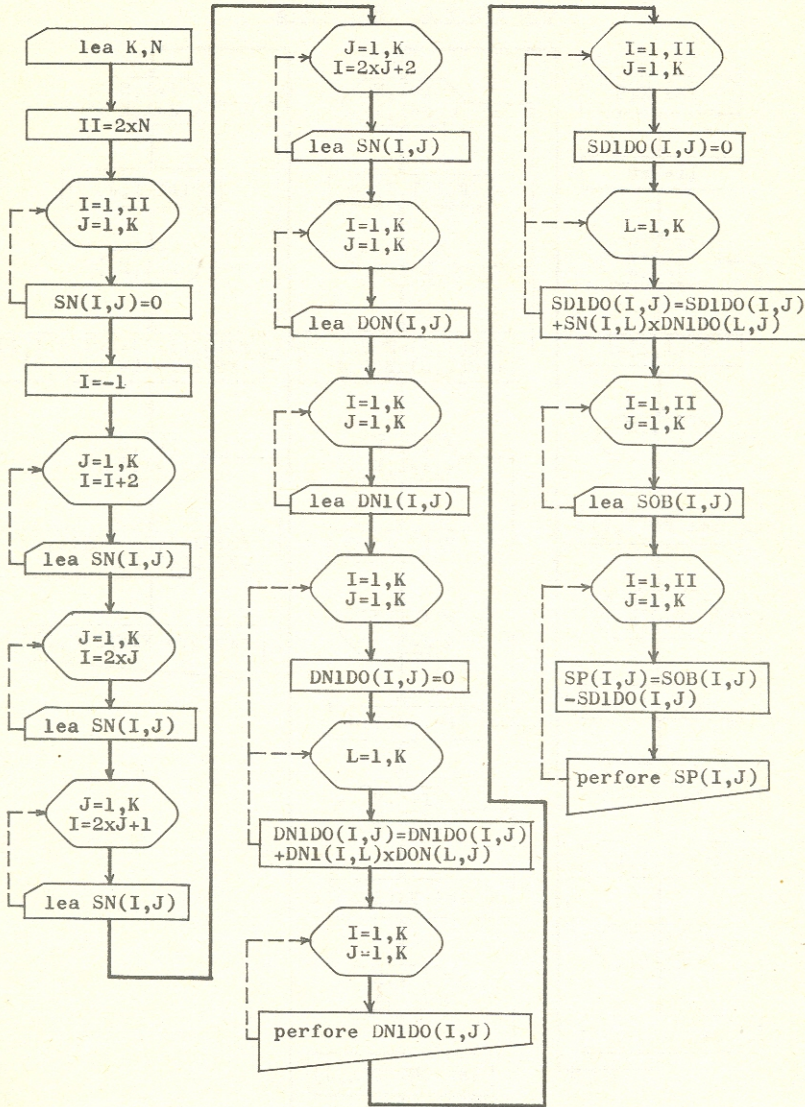 lea K,N
II=2xN
I=1,II
J=1,K
SN(I,J)=0
I=-1
J=1,K
I=I+2
lea SN(I,J)
J=1,K
I=2xJ
lea SN(I,J)
J=1,K
I=2xJ+1
lea SN(I,J)
J=1,K
I=2xJ+2
lea SN(I,J)
I=1,K
J=1,K
lea DON(I,J)
I=1,K
J=1,K
lea DN1(I,J)
I=1,K
J=1,K
DN1DO(I,J)=0
L=1,K
DN1DO(I,J)=DN1DO(I,J)
+DN1(I,L)xDON(L,J)
I=1,K
J=1,K
perfore DN1DO(I,J)
I=1,II
J=1,K
SD1DO(I,J)=0
L=1,K
SD1DO(I,J)=SD1DO(I,J)
+SN(I,L)xDN1DO(L,J)
I=1,II
J=1,K
lea SOB(I,J)
I=1,II
J=1,K
SP(I,J)=SOB(I,J)
-SD1DO(I,J)
perfore SP(I,J)